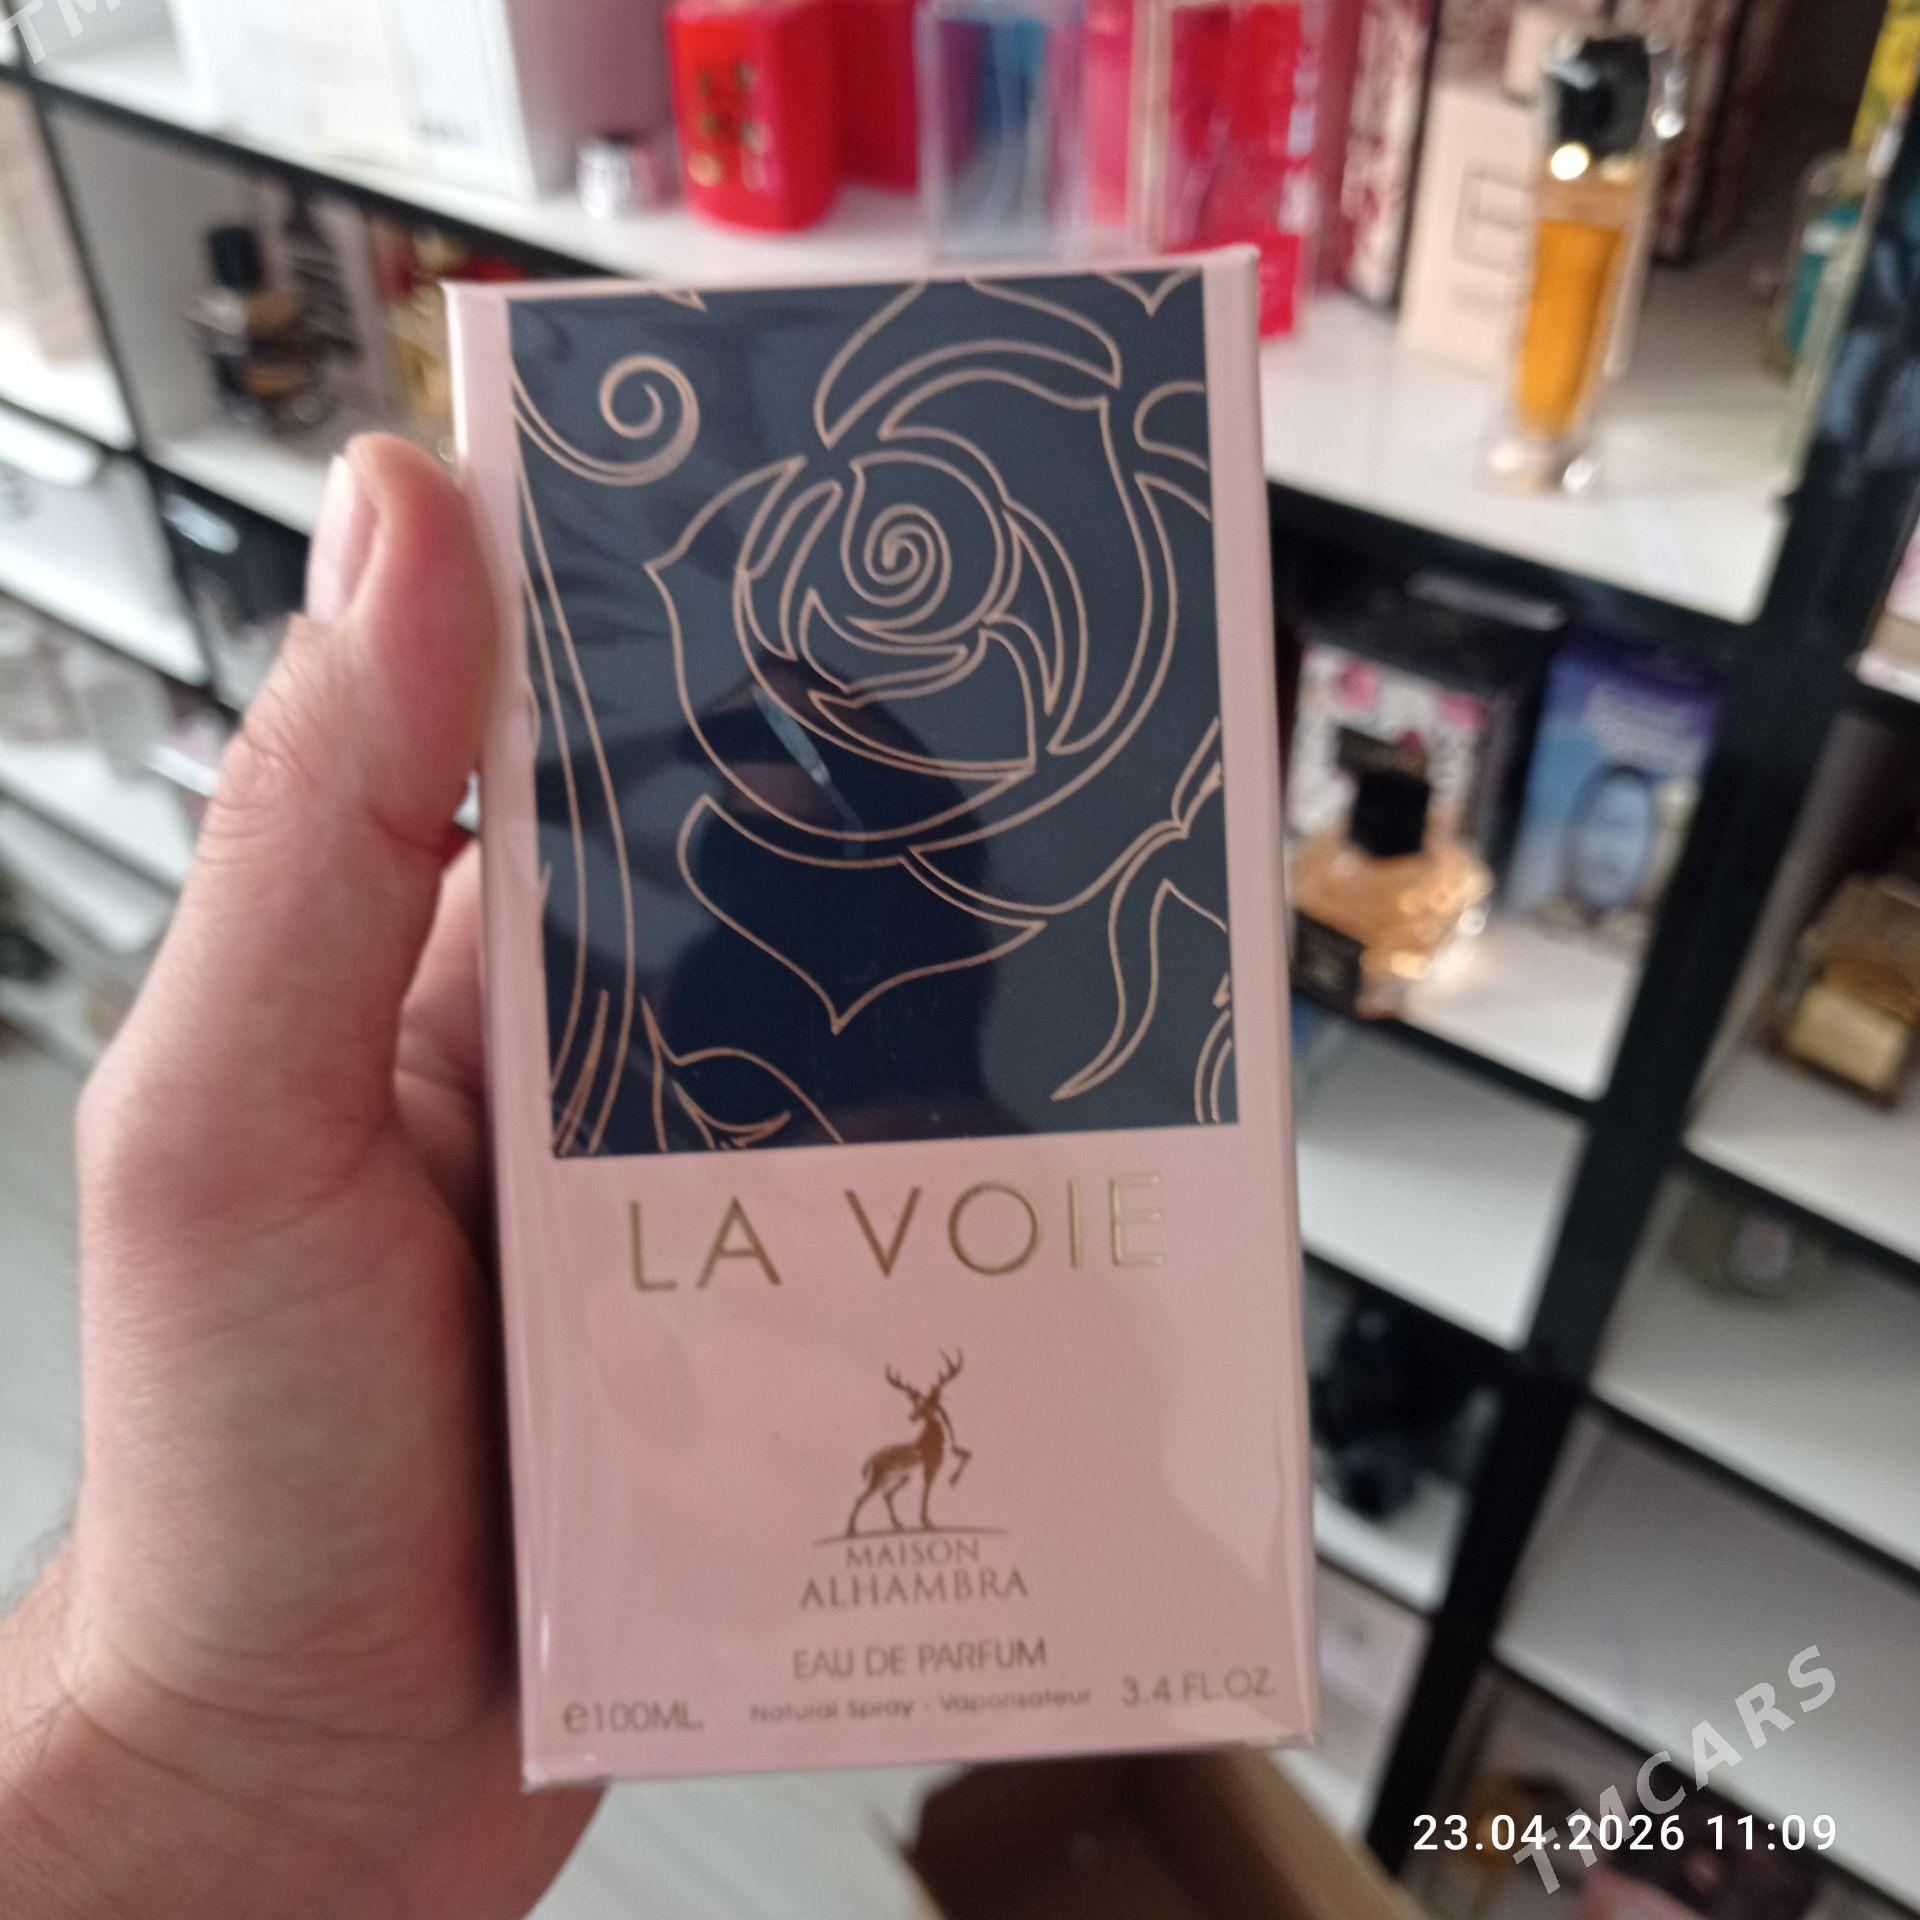 LA VOIE
MAISON
ALHAMBRA
EAU DE PARFUM
e100ML. Natural Spray - Vaporisateur 3.4 FL.OZ.
TMCARS
23.04.2026 11:09